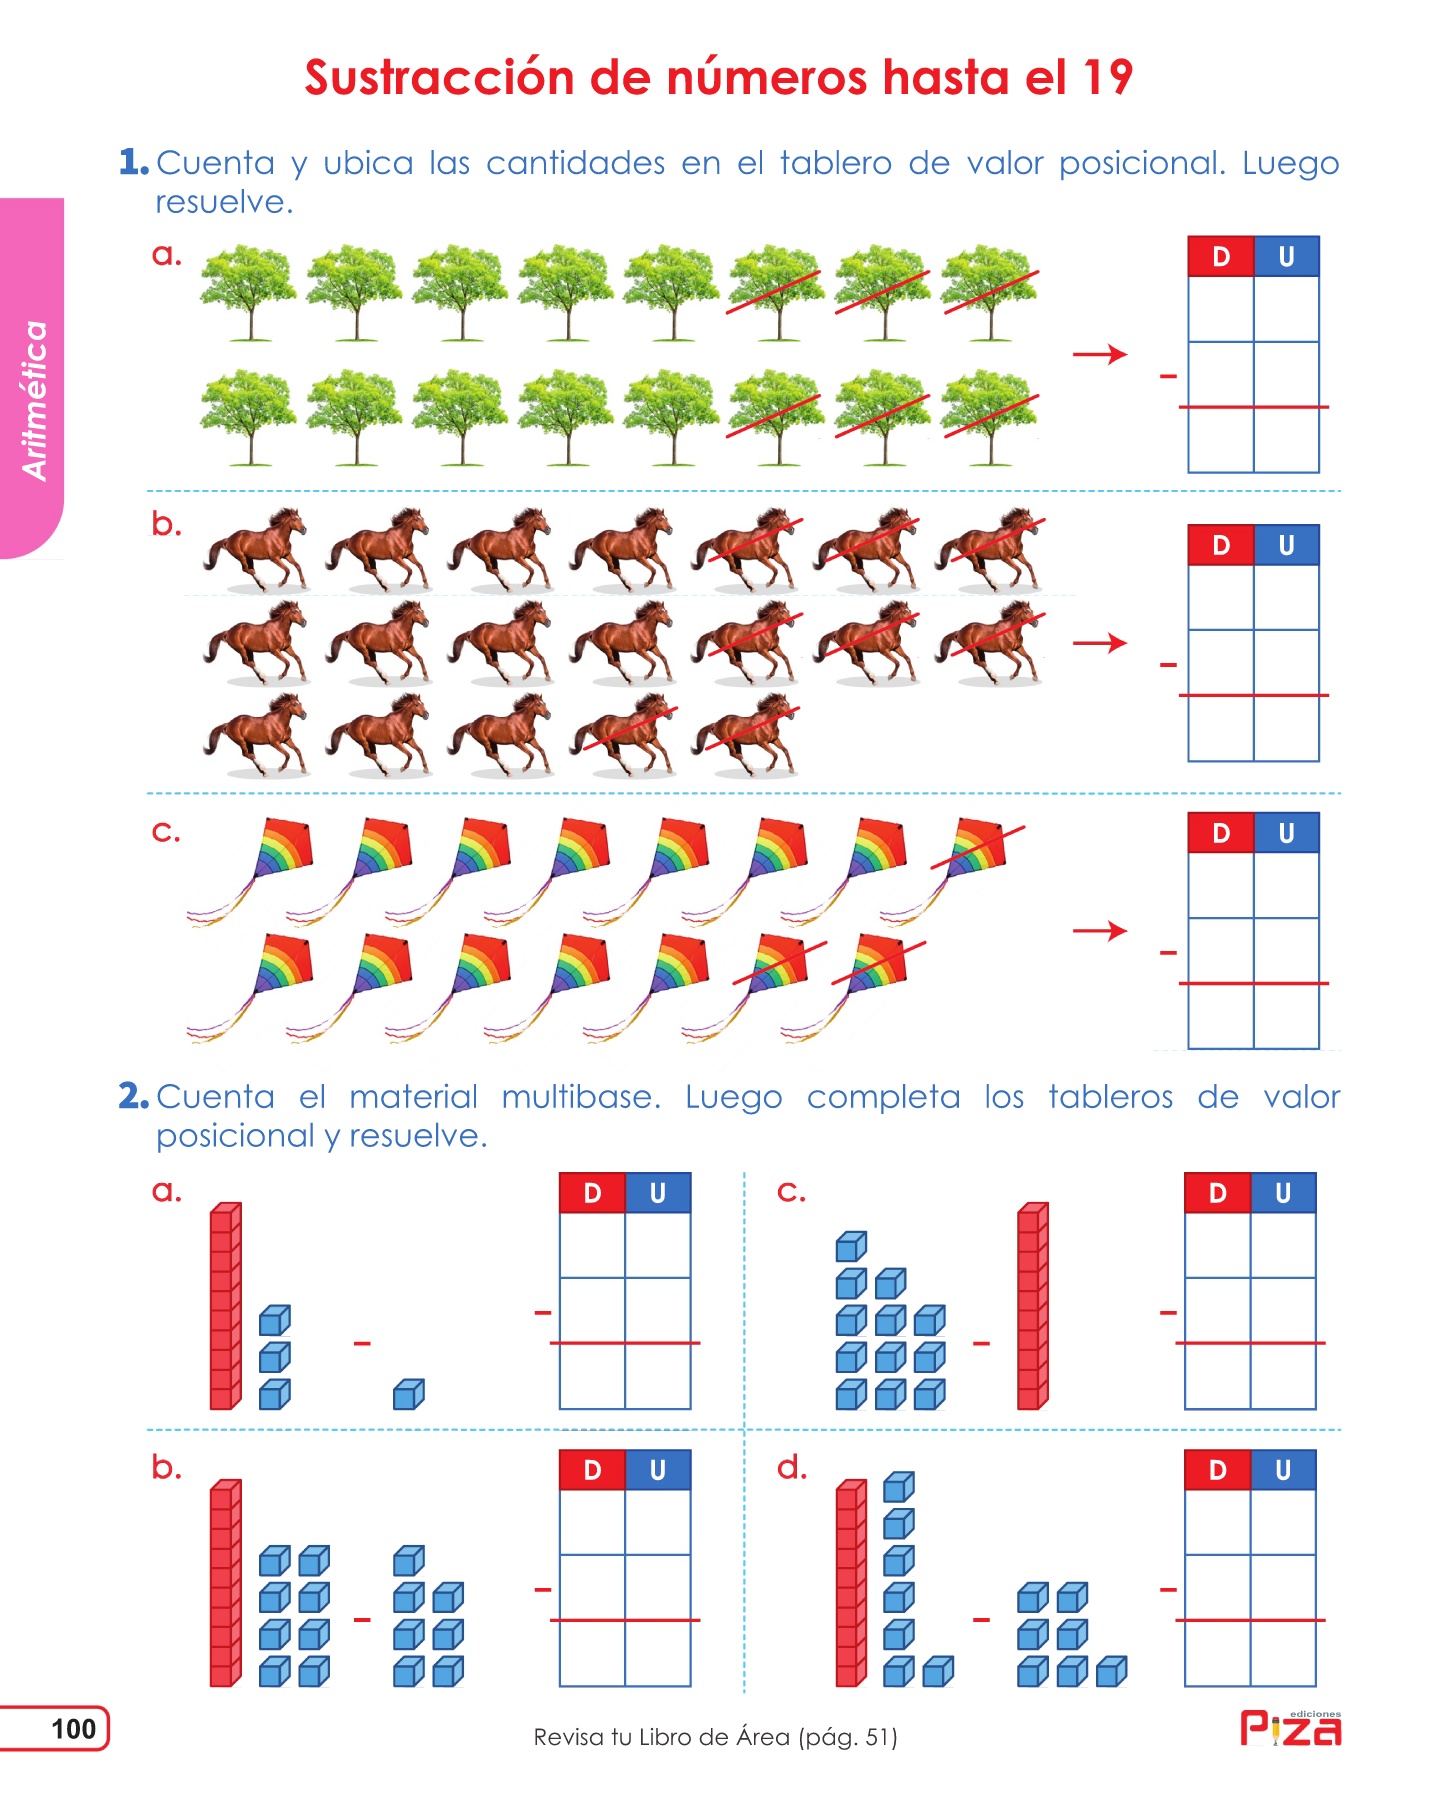 Sustracción de números hasta el 19
1. Cuenta y ubica las cantidades en el tablero de valor posicional. Luego
resuelve.
Aritmética
a.
D U
–
b.
D U
–
c.
D U
–
2. Cuenta el material multibase. Luego completa los tableros de valor
posicional y resuelve.
a.
–
D U
–
c.
–
D U
–
b.
–
D U
–
d.
–
D U
–
100
Revisa tu Libro de Área (pág. 51)
ediciones
Piza